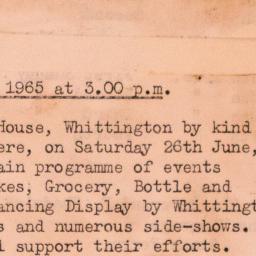 1965 at 3.00 p.m.
House, Whittington by kind
ere, on Saturday 26th June,
ain programme of events
kes, Grocery, Bottle and
ancing Display by Whittingt
s and numerous side-shows.
l support their efforts.